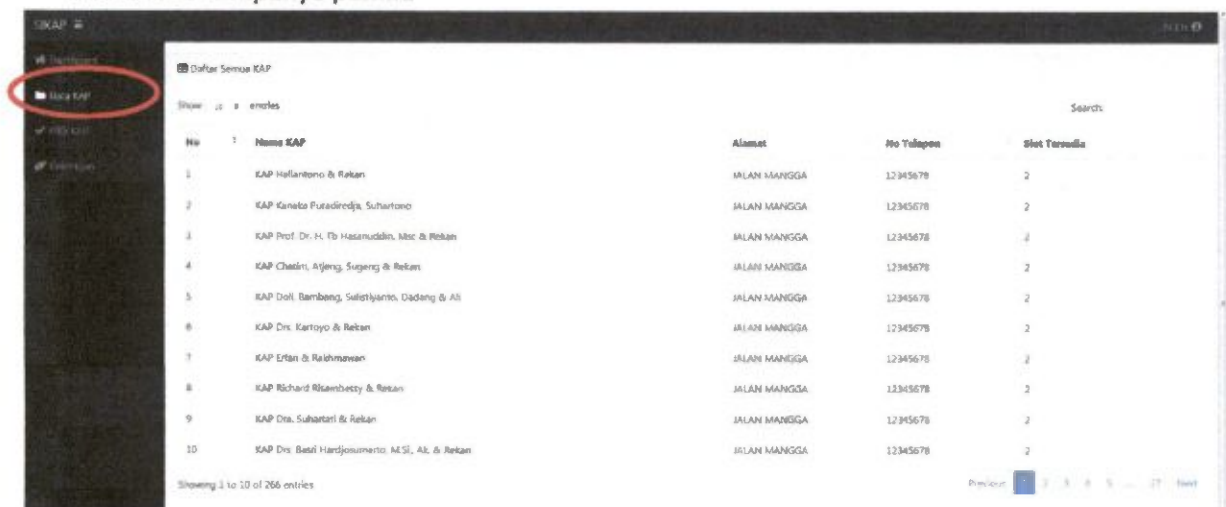 SIKAP
Dashboard
Data KAP
Daftar Semua KAP
Show entries
Search:
No Nama KAP Alamat No Telepon Slot Tersedia
1 KAP Heliantono & Rekan JALAN MANGGA 12345678 2
2 KAP Kanaka Puradiredja, Suhartono JALAN MANGGA 12345678 2
3 KAP Prof. Dr. H. Tb Hasanuddin, Msc & Rekan JALAN MANGGA 12345678 2
4 KAP Chatim, Atjeng, Sugeng & Rekan JALAN MANGGA 12345678 2
5 KAP Doli, Bambang, Sulistiyanto, Dadang & Ali JALAN MANGGA 12345678 2
6 KAP Drs. Kartoyo & Rekan JALAN MANGGA 12345678 2
7 KAP Erfan & Rakhmawan JALAN MANGGA 12345678 2
8 KAP Richard Risambessy & Rekan JALAN MANGGA 12345678 2
9 KAP Dra. Suhartati & Rekan JALAN MANGGA 12345678 2
10 KAP Drs. Basri Hardjosumarto, M.Si, Ak. & Rekan JALAN MANGGA 12345678 2
Showing 1 to 10 of 266 entries
Previous 1 2 3 4 5 ... 27 Next